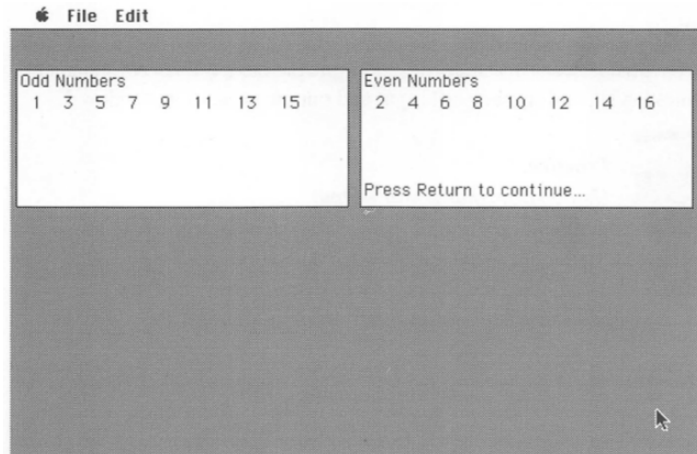 File Edit
Odd Numbers
1 3 5 7 9 11 13 15
Even Numbers
2 4 6 8 10 12 14 16
Press Return to continue...